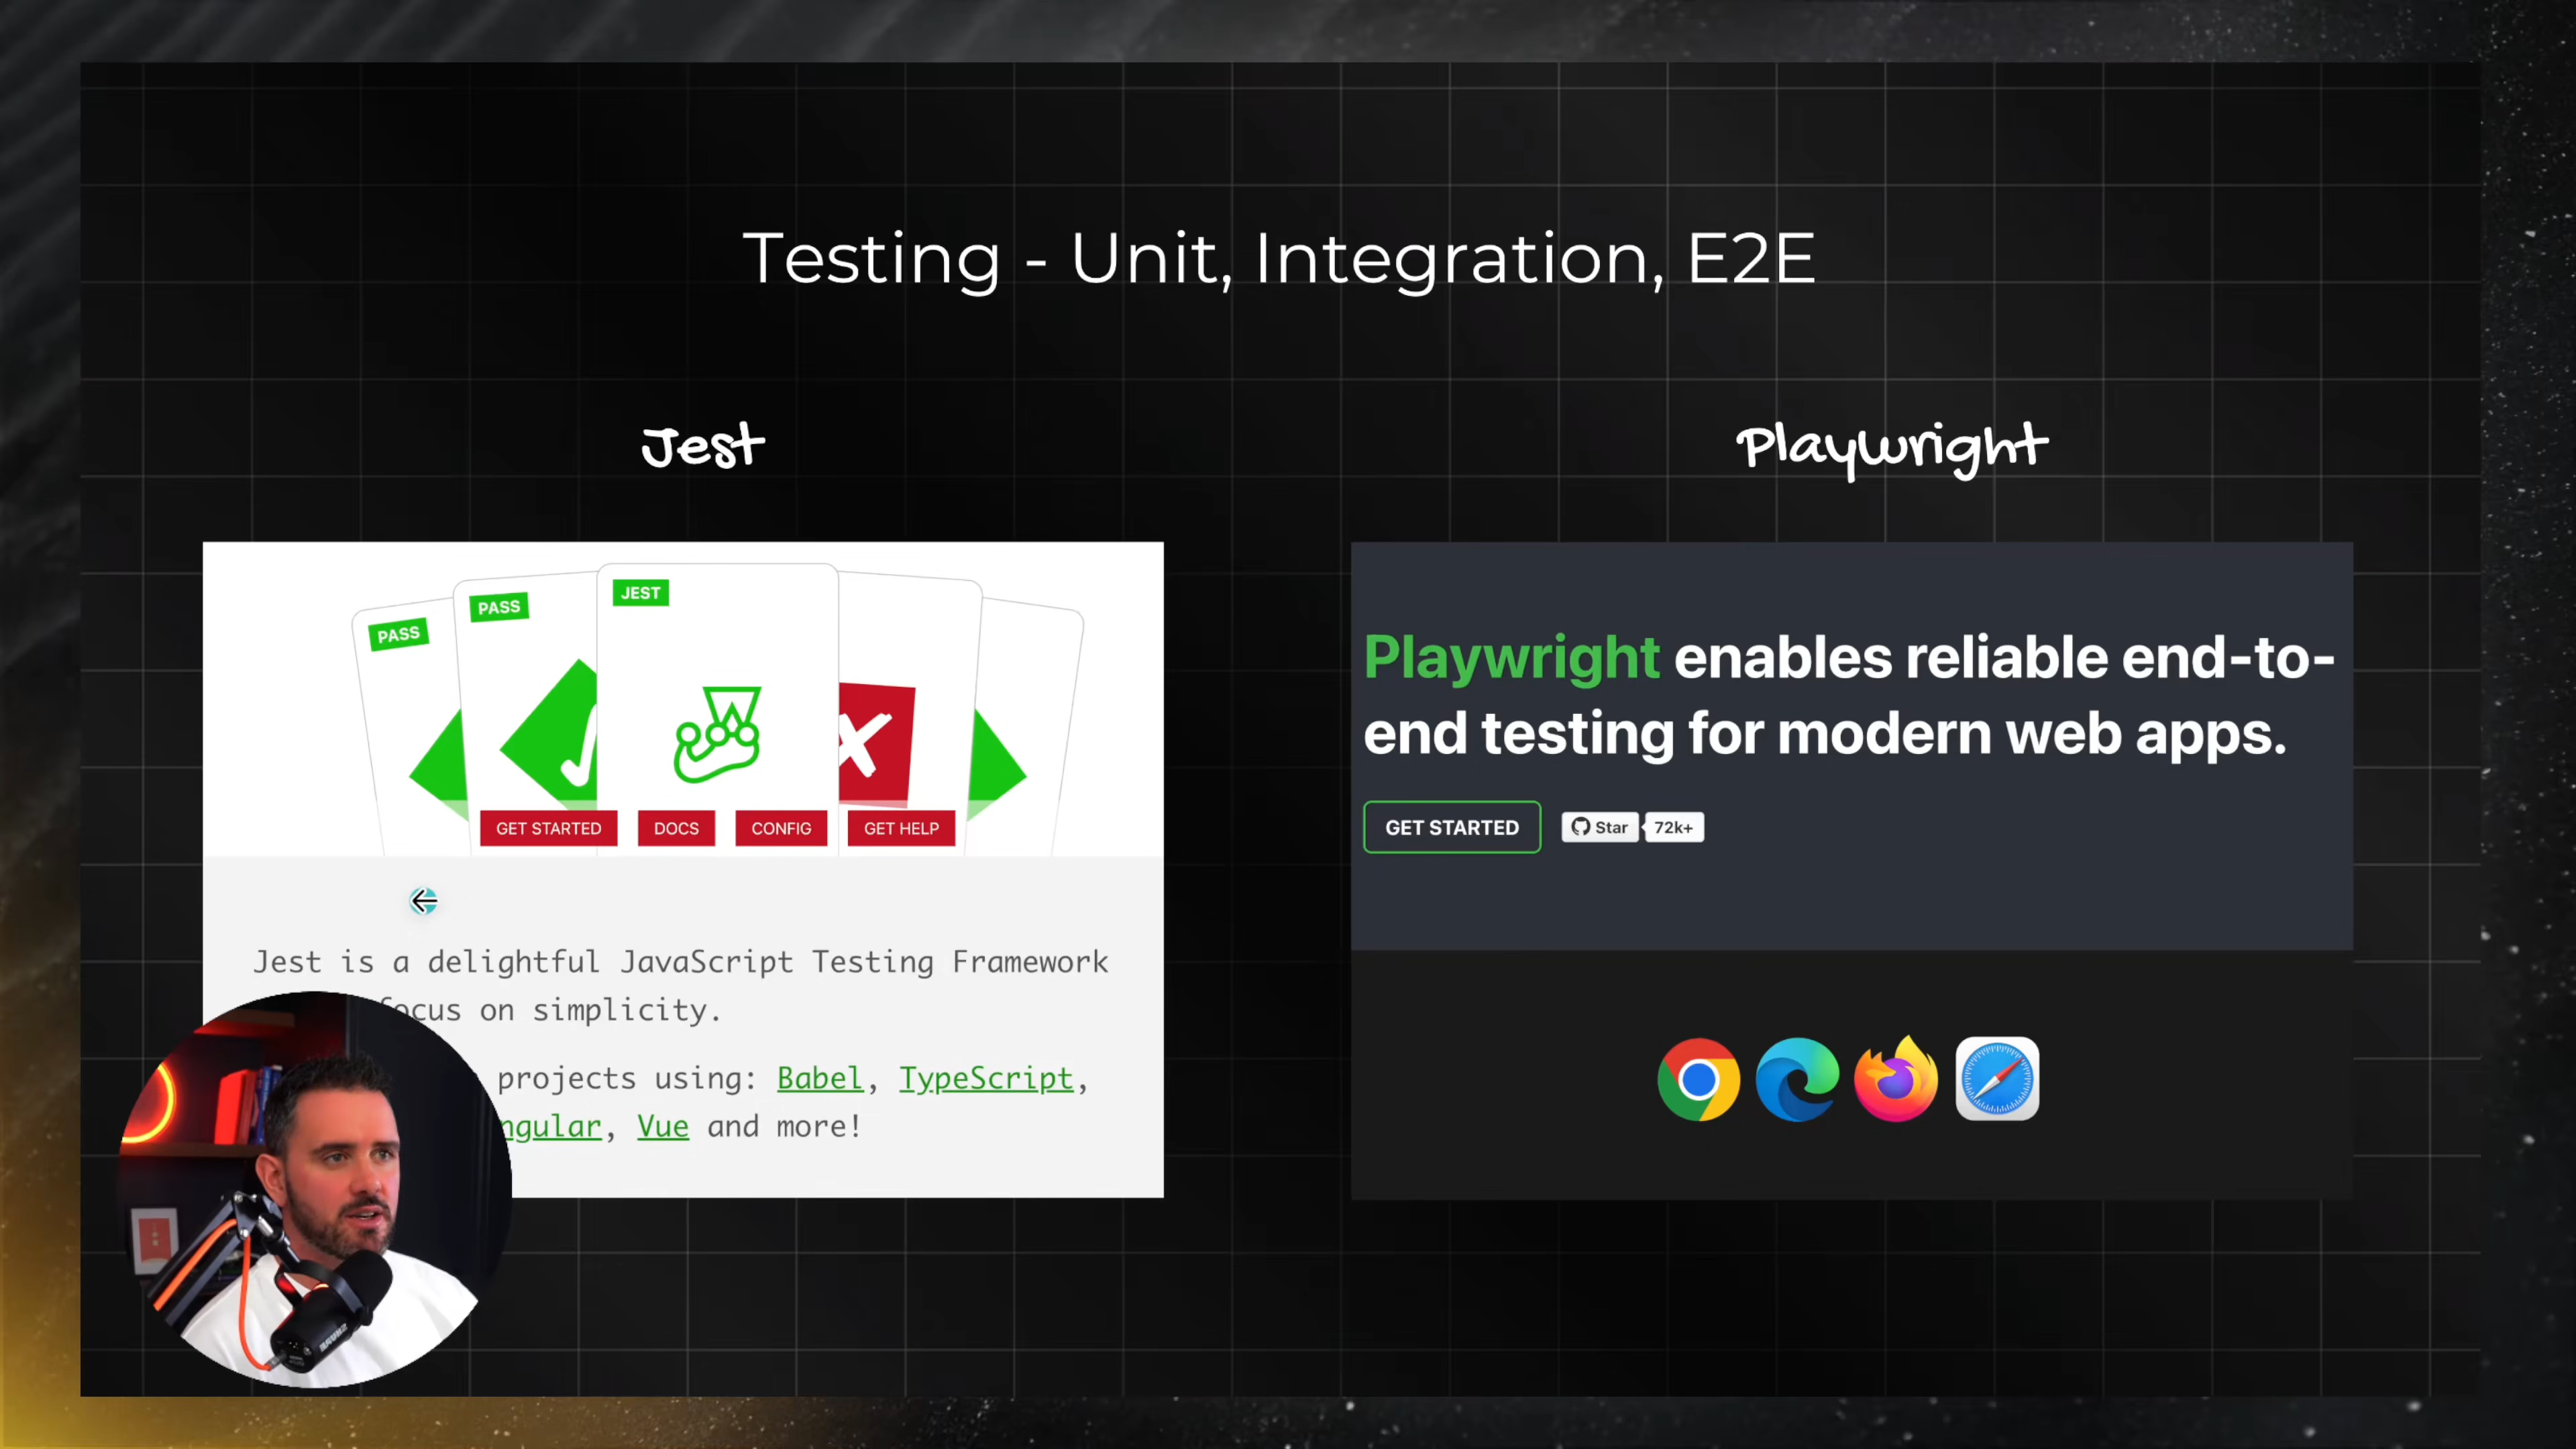 Testing - Unit, Integration, E2E
Jest
Playwright
PASS
PASS
JEST
GET STARTED
DOCS
CONFIG
GET HELP
Jest is a delightful JavaScript Testing Framework
on simplicity.
projects using: Babel, TypeScript,
Vue and more!
Playwright enables reliable end-to-
end testing for modern web apps.
GET STARTED
Star
72k+